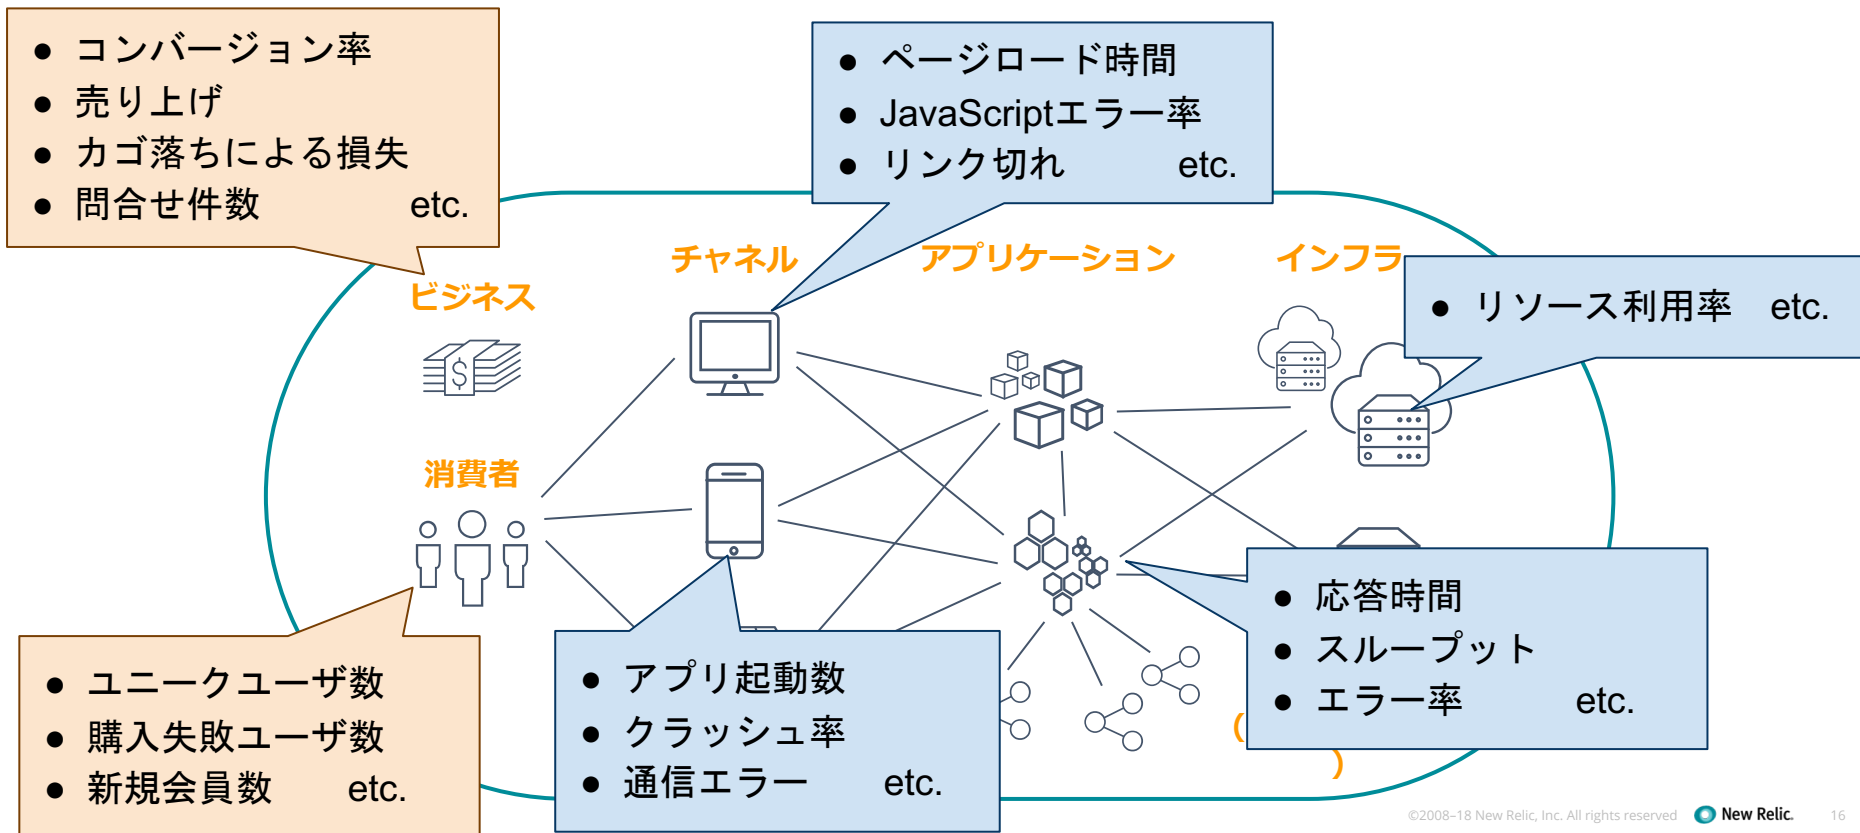 ● コンバージョン率
● 売り上げ
● カゴ落ちによる損失
● 問合せ件数 etc.
● ページロード時間
● JavaScriptエラー率
● リンク切れ etc.
チャネル
アプリケーション
インフラ
ビジネス
● リソース利用率 etc.
$
消費者
● ユニークユーザ数
● 購入失敗ユーザ数
● 新規会員数 etc.
● アプリ起動数
● クラッシュ率
● 通信エラー etc.
● 応答時間
● スループット
● エラー率 etc.
(
)
©2008–18 New Relic, Inc. All rights reserved New Relic. 16